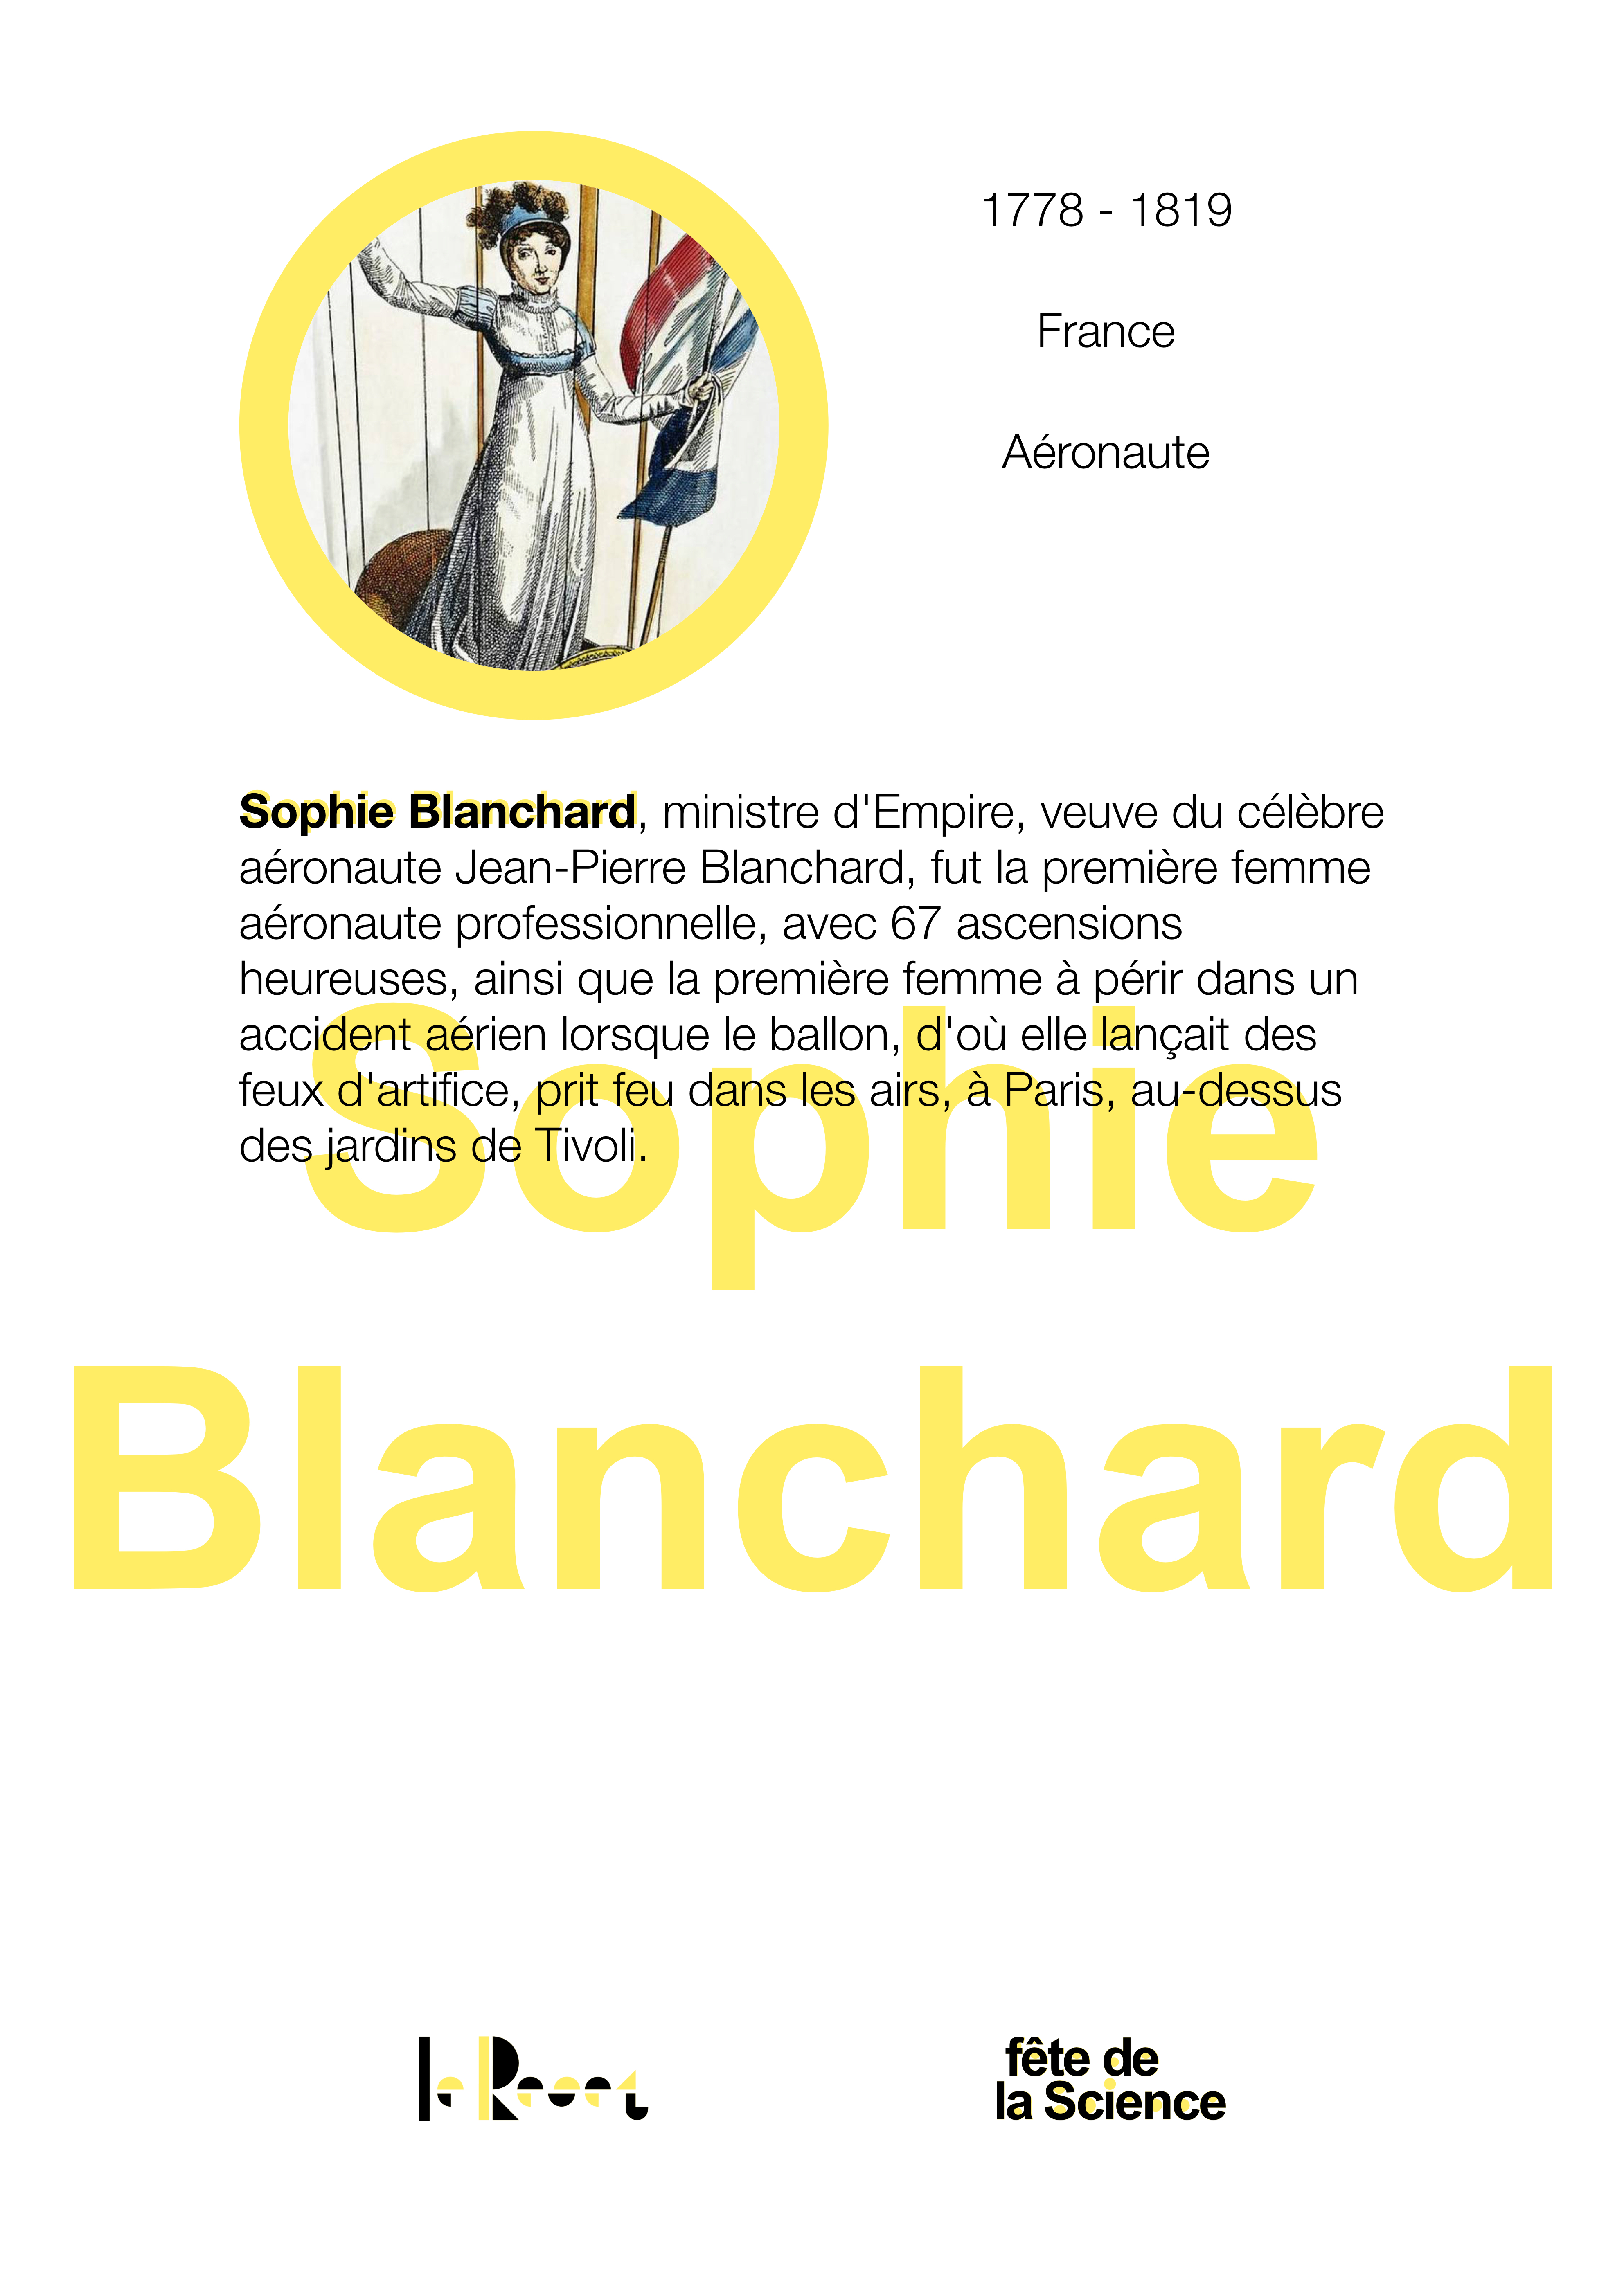 1778 - 1819
France
Aéronaute
Sophie Blanchard, ministre d'Empire, veuve du célèbre
aéronaute Jean-Pierre Blanchard, fut la première femme
aéronaute professionnelle, avec 67 ascensions
heureuses, ainsi que la première femme à périr dans un
accident aérien lorsque le ballon, d'où elle lançait des
feux d'artifice, prit feu dans les airs, à Paris, au-dessus
des jardins de Tivoli.
Sophie
Blanchard
le Reset
fête de
la Science